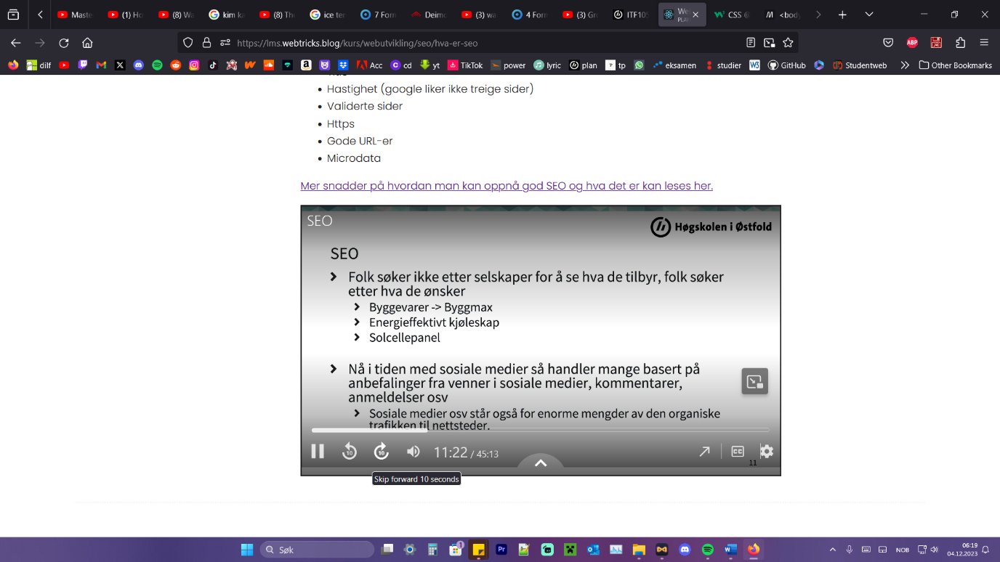 Maste
(1) Ho
(8) Wa
kim ka
(8) The
ice ter
7 Form
Deimo
(3) wa
4 Form
(3) Gr
ITF105
We
PLAY
CSS @
<body
https://lms.webtricks.blog/kurs/webutvikling/seo/hva-er-seo
ABP
dilf
Acc
cd
yt
TikTok
power
lyric
plan
tp
eksamen
studier
GitHub
Studentweb
Other Bookmarks
Hastighet (google liker ikke treige sider)
Validerte sider
Https
Gode URL-er
Microdata
Mer snadder på hvordan man kan oppnå god SEO og hva det er kan leses her.
SEO
Høgskolen i Østfold
SEO
Folk søker ikke etter selskaper for å se hva de tilbyr, folk søker
etter hva de ønsker
Byggevarer -> Byggmax
Energieffektivt kjøleskap
Solcellepanel
Nå i tiden med sosiale medier så handler mange basert på
anbefalinger fra venner i sosiale medier, kommentarer,
anmeldelser osv
Sosiale medier osv står også for enorme mengder av den organiske
trafikken til nettsteder.
11:22 / 45:13
CC
11
Skip forward 10 seconds
Søk
NOB
06:19
04.12.2023